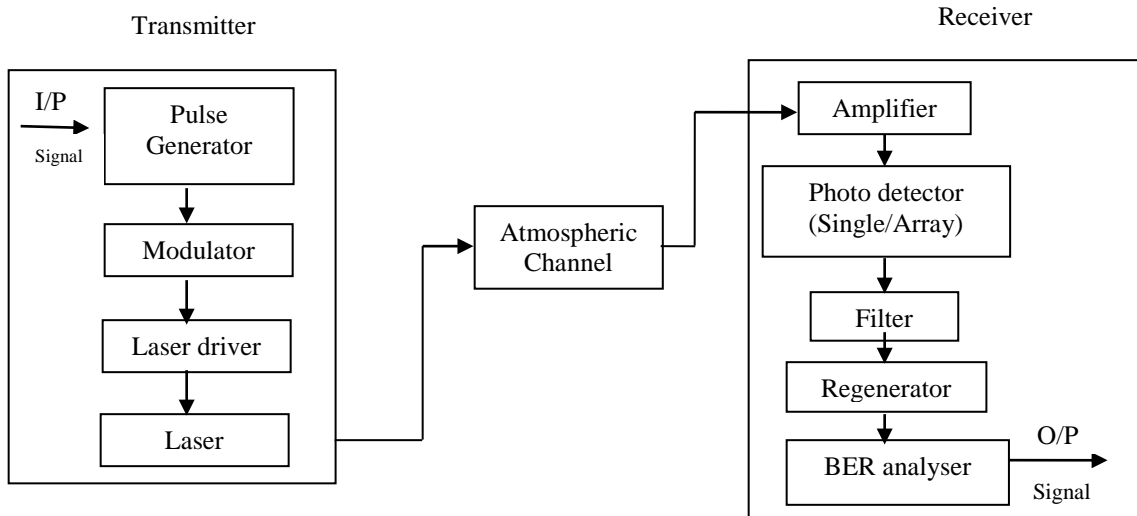 Transmitter
I/P
Signal
Pulse
Generator
Modulator
Laser driver
Laser
Atmospheric
Channel
Receiver
Amplifier
Photo detector
(Single/Array)
Filter
Regenerator
BER analyser
O/P
Signal